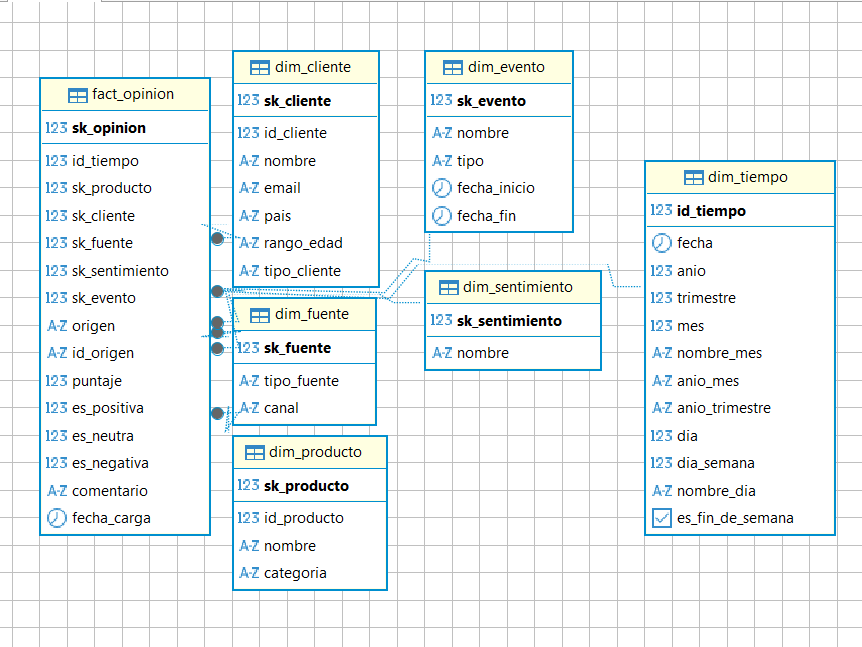 fact_opinion
123 sk_opinion
123 id_tiempo
123 sk_producto
123 sk_cliente
123 sk_fuente
123 sk_sentimiento
123 sk_evento
A-Z origen
A-Z id_origen
123 puntaje
123 es_positiva
123 es_neutra
123 es_negativa
A-Z comentario
fecha_carga
dim_cliente
123 sk_cliente
123 id_cliente
A-Z nombre
A-Z email
A-Z pais
A-Z rango_edad
A-Z tipo_cliente
dim_fuente
123 sk_fuente
A-Z tipo_fuente
A-Z canal
dim_producto
123 sk_producto
123 id_producto
A-Z nombre
A-Z categoria
dim_evento
123 sk_evento
A-Z nombre
A-Z tipo
fecha_inicio
fecha_fin
dim_sentimiento
123 sk_sentimiento
A-Z nombre
dim_tiempo
123 id_tiempo
fecha
123 anio
123 trimestre
123 mes
A-Z nombre_mes
A-Z anio_mes
A-Z anio_trimestre
123 dia
123 dia_semana
A-Z nombre_dia
es_fin_de_semana